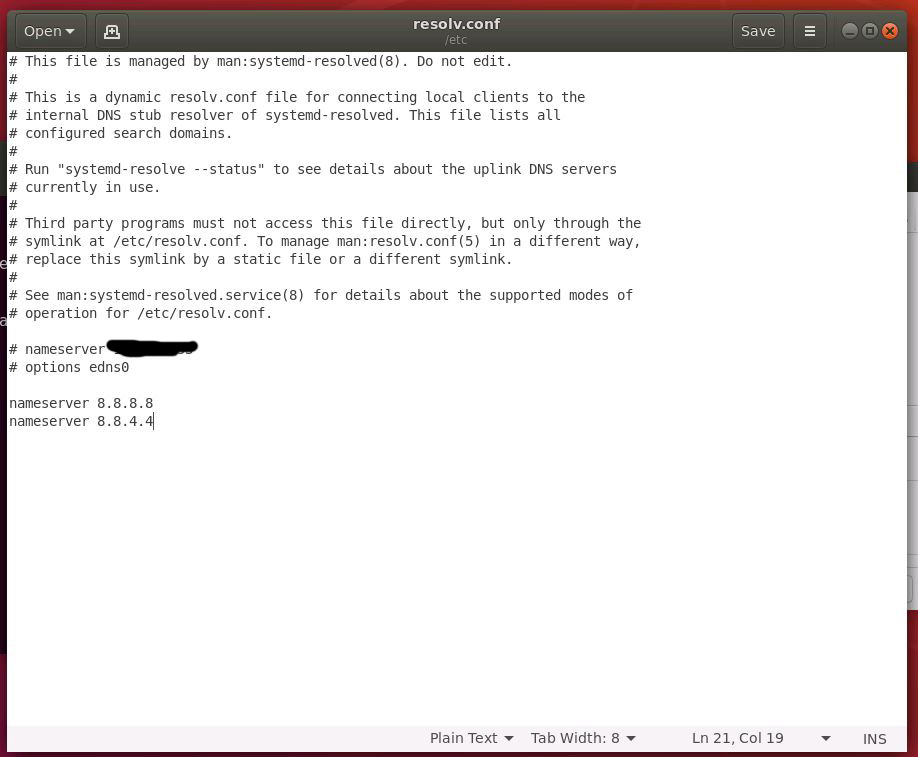 Open
resolv.conf
/etc
Save
# This file is managed by man:systemd-resolved(8). Do not edit.
#
# This is a dynamic resolv.conf file for connecting local clients to the
# internal DNS stub resolver of systemd-resolved. This file lists all
# configured search domains.
#
# Run "systemd-resolve --status" to see details about the uplink DNS servers
# currently in use.
#
# Third party programs must not access this file directly, but only through the
# symlink at /etc/resolv.conf. To manage man:resolv.conf(5) in a different way,
# replace this symlink by a static file or a different symlink.
#
# See man:systemd-resolved.service(8) for details about the supported modes of
# operation for /etc/resolv.conf.
# nameserver
# options edns0
nameserver 8.8.8.8
nameserver 8.8.4.4
Plain Text
Tab Width: 8
Ln 21, Col 19
INS